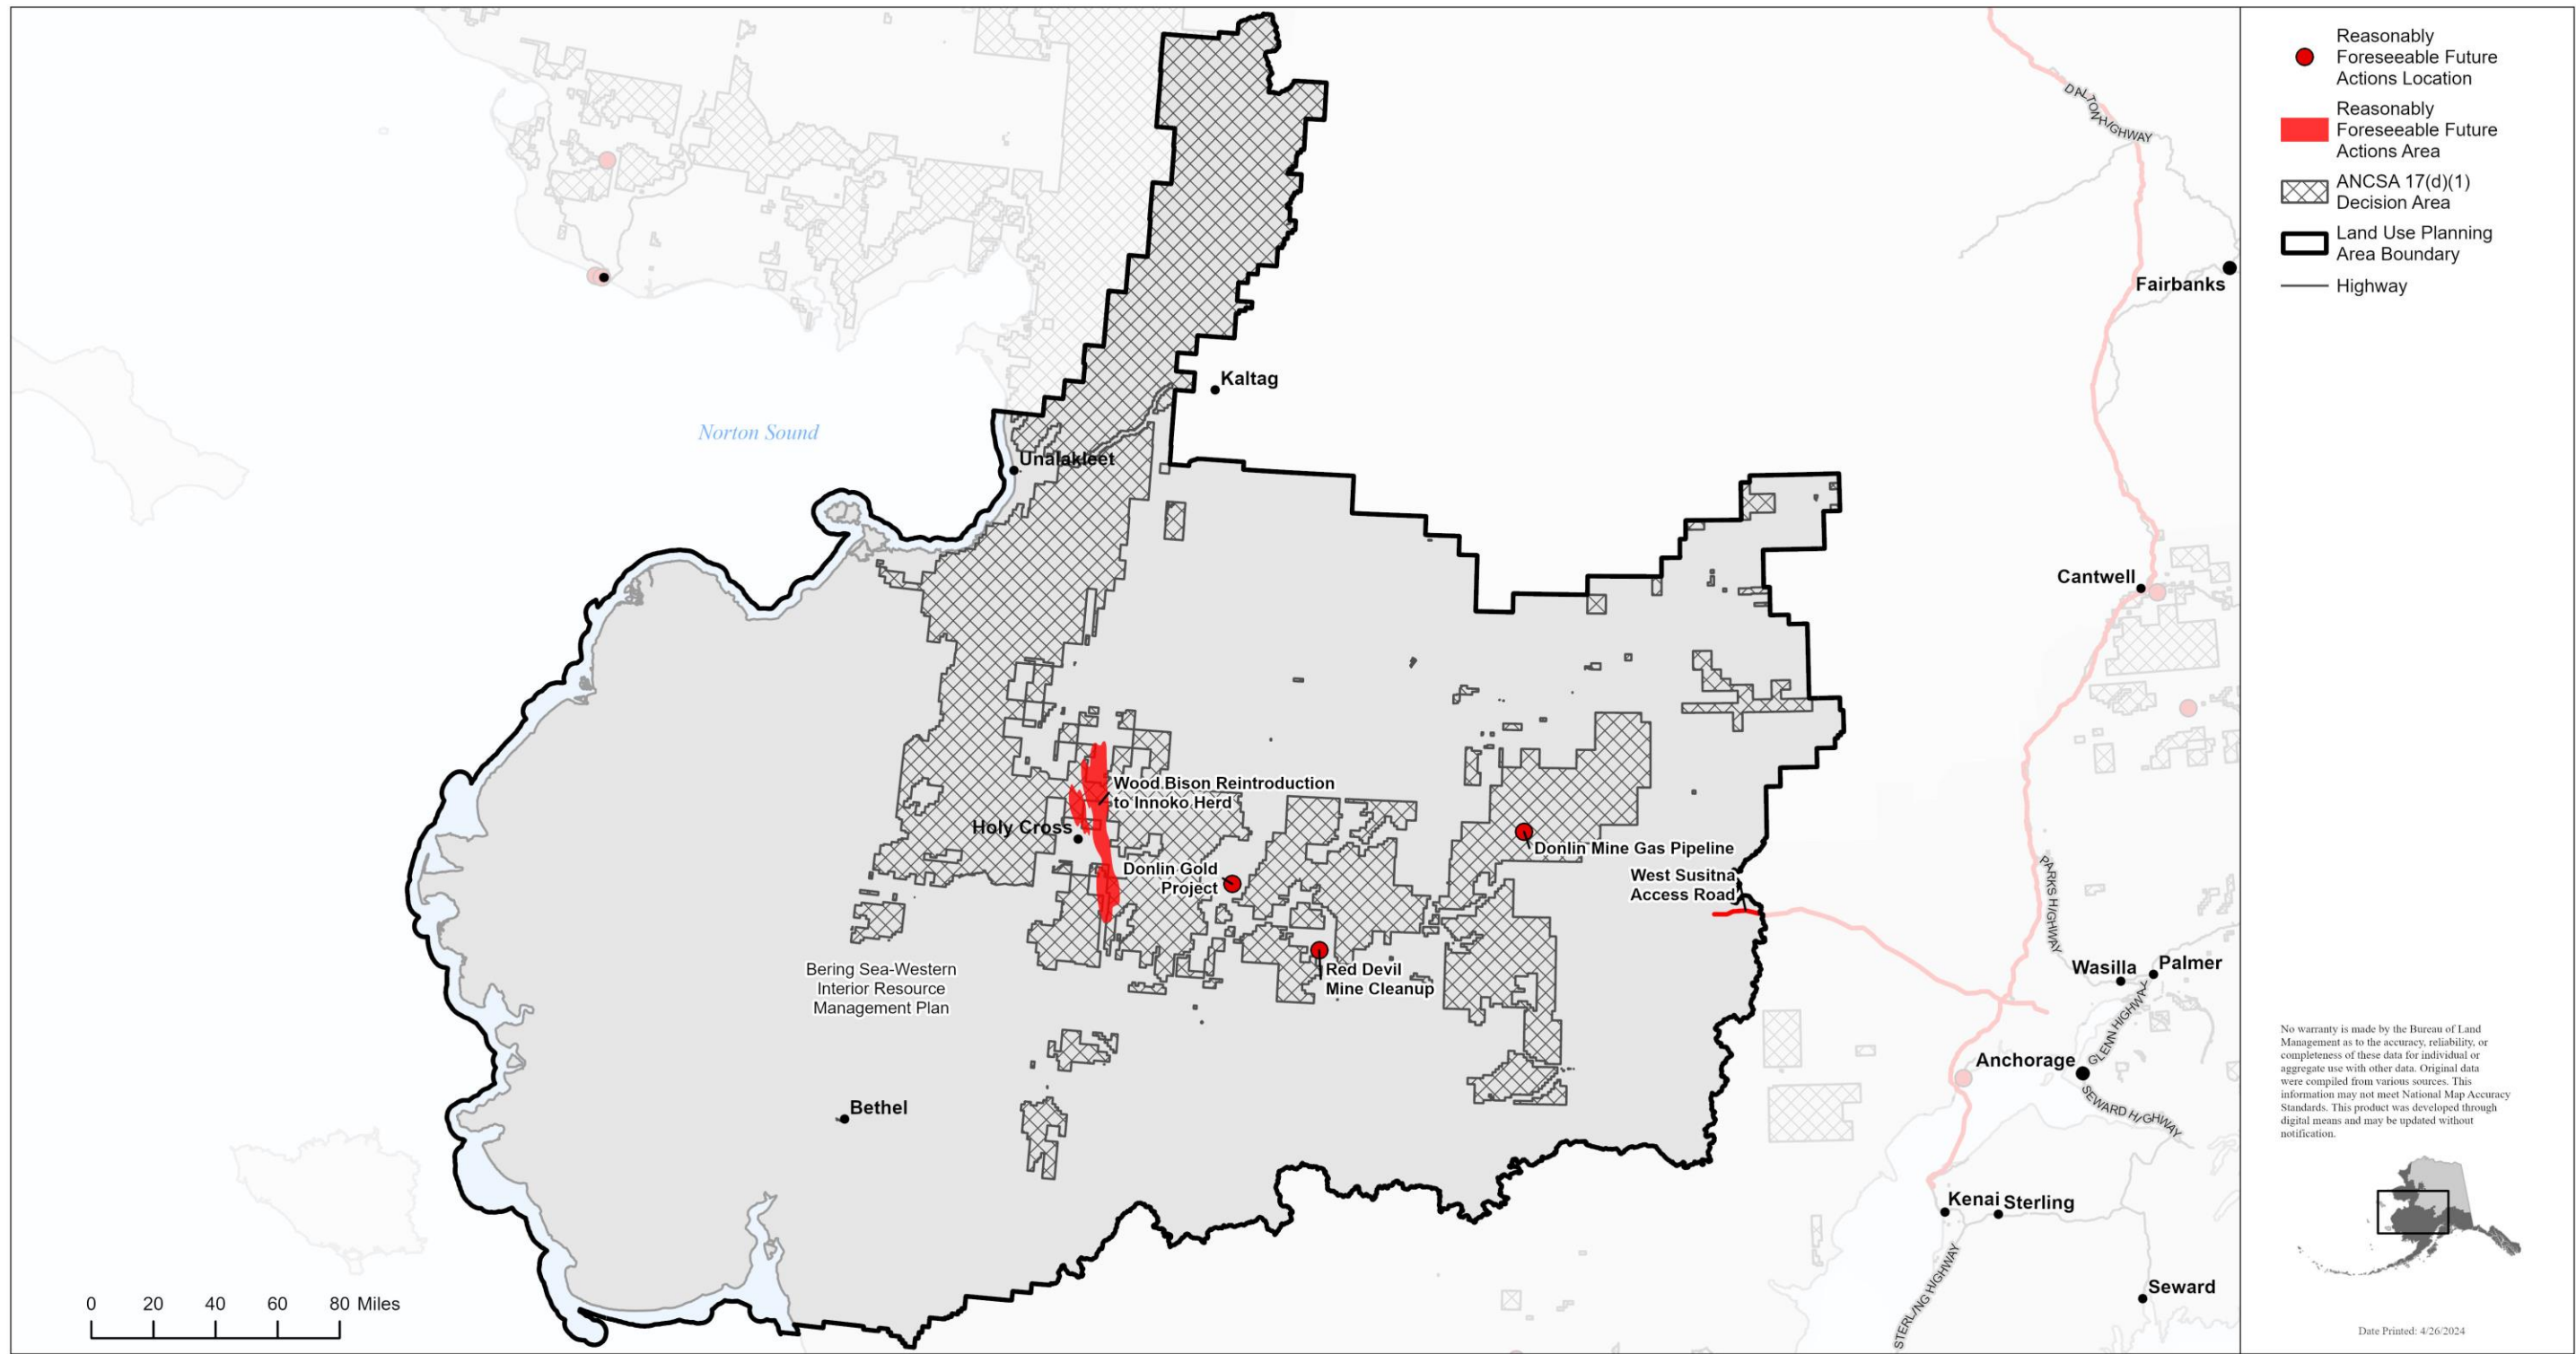 DALTON HIGHWAY
Fairbanks
Kaltag
Norton Sound
Unalakleet
Cantwell
Wood Bison Reintroduction
to Innoko Herd
Holy Cross
Donlin Mine Gas Pipeline
Donlin Gold
Project
West Susitna
Access Road
PARKS HIGHWAY
Red Devil
Mine Cleanup
Bering Sea-Western
Interior Resource
Management Plan
Wasilla
Palmer
GLENN HIGHWAY
Anchorage
SEWARD HIGHWAY
Bethel
Kenai
Sterling
STERLING HIGHWAY
Seward
0 20 40 60 80 Miles
Reasonably
Foreseeable Future
Actions Location
Reasonably
Foreseeable Future
Actions Area
ANCSA 17(d)(1)
Decision Area
Land Use Planning
Area Boundary
Highway
No warranty is made by the Bureau of Land
Management as to the accuracy, reliability, or
completeness of these data for individual or
aggregate use with other data. Original data
were compiled from various sources. This
information may not meet National Map Accuracy
Standards. This product was developed through
digital means and may be updated without
notification.
Date Printed: 4/26/2024